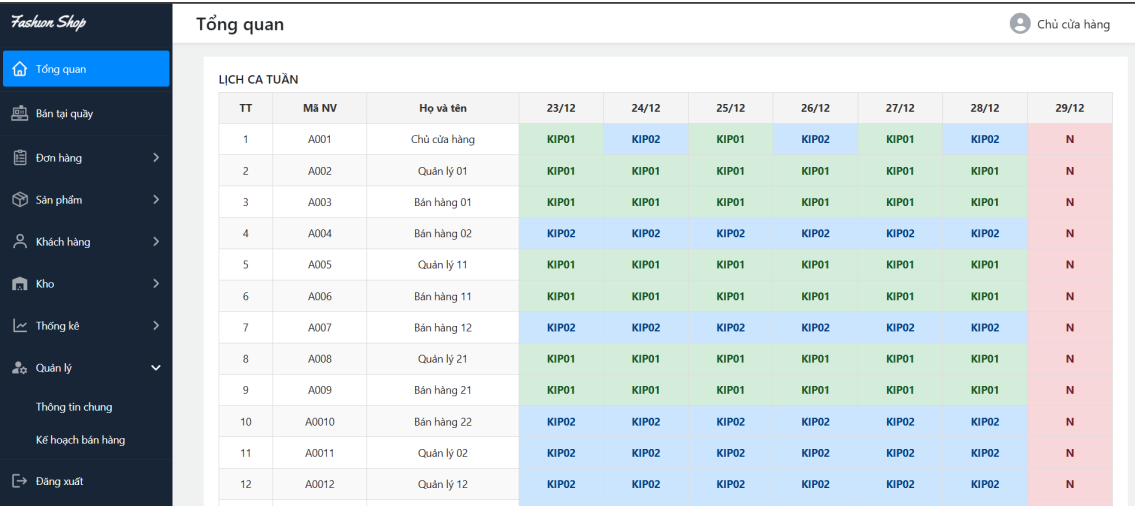 Fashion Shop
Tổng quan
Bán tại quầy
Đơn hàng
Sản phẩm
Khách hàng
Kho
Thống kê
Quản lý
Thông tin chung
Kế hoạch bán hàng
Đăng xuất
Tổng quan
Chủ cửa hàng
LỊCH CA TUẦN
TT Mã NV Họ và tên 23/12 24/12 25/12 26/12 27/12 28/12 29/12
1 A001 Chủ cửa hàng KIP01 KIP02 KIP01 KIP02 KIP01 KIP02 N
2 A002 Quản lý 01 KIP01 KIP01 KIP01 KIP01 KIP01 KIP01 N
3 A003 Bán hàng 01 KIP01 KIP01 KIP01 KIP01 KIP01 KIP01 N
4 A004 Bán hàng 02 KIP02 KIP02 KIP02 KIP02 KIP02 KIP02 N
5 A005 Quản lý 11 KIP01 KIP01 KIP01 KIP01 KIP01 KIP01 N
6 A006 Bán hàng 11 KIP01 KIP01 KIP01 KIP01 KIP01 KIP01 N
7 A007 Bán hàng 12 KIP02 KIP02 KIP02 KIP02 KIP02 KIP02 N
8 A008 Quản lý 21 KIP01 KIP01 KIP01 KIP01 KIP01 KIP01 N
9 A009 Bán hàng 21 KIP01 KIP01 KIP01 KIP01 KIP01 KIP01 N
10 A0010 Bán hàng 22 KIP02 KIP02 KIP02 KIP02 KIP02 KIP02 N
11 A0011 Quản lý 02 KIP02 KIP02 KIP02 KIP02 KIP02 KIP02 N
12 A0012 Quản lý 12 KIP02 KIP02 KIP02 KIP02 KIP02 KIP02 N